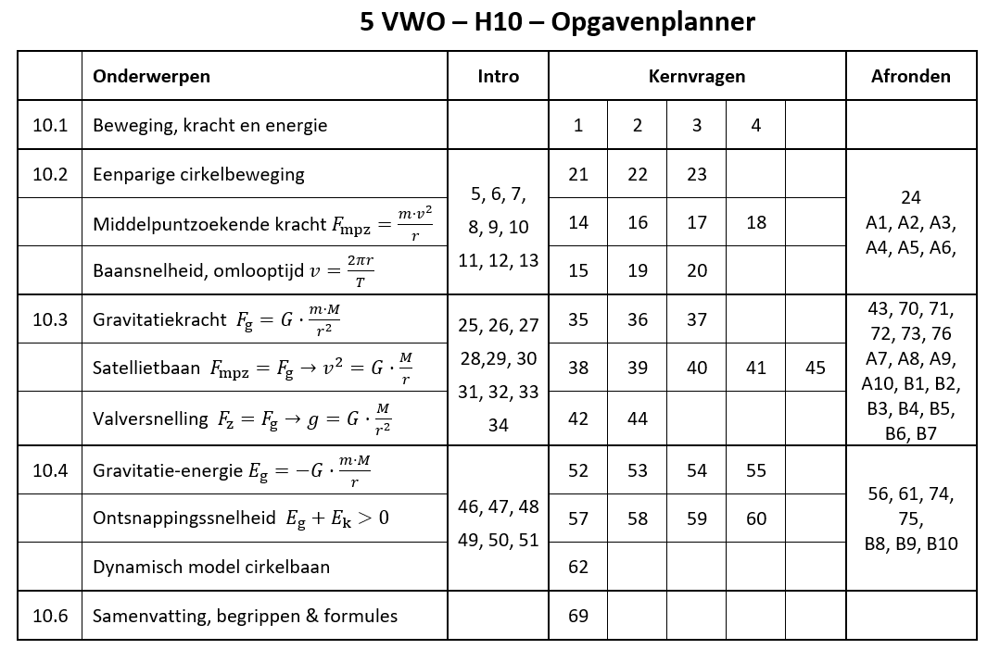 5 VWO – H10 – Opgavenplanner
Onderwerpen Intro Kernvragen Afronden
10.1 Beweging, kracht en energie 1 2 3 4
10.2 Eenparige cirkelbeweging 21 22 23
Middelpuntzoekende kracht F_mpz = m·v²/r 14 16 17 18
Baansnelheid, omlooptijd v = 2πr/T 15 19 20
5, 6, 7,
8, 9, 10
11, 12, 13
24
A1, A2, A3,
A4, A5, A6,
10.3 Gravitatiekracht F_g = G · m·M/r² 35 36 37
Satellietbaan F_mpz = F_g → v² = G · M/r 38 39 40 41 45
Valversnelling F_z = F_g → g = G · M/r² 42 44
25, 26, 27
28,29, 30
31, 32, 33
34
43, 70, 71,
72, 73, 76
A7, A8, A9,
A10, B1, B2,
B3, B4, B5,
B6, B7
10.4 Gravitatie-energie E_g = −G · m·M/r 52 53 54 55
Ontsnappingssnelheid E_g + E_k > 0 57 58 59 60
Dynamisch model cirkelbaan 62
46, 47, 48
49, 50, 51
56, 61, 74,
75,
B8, B9, B10
10.6 Samenvatting, begrippen & formules 69